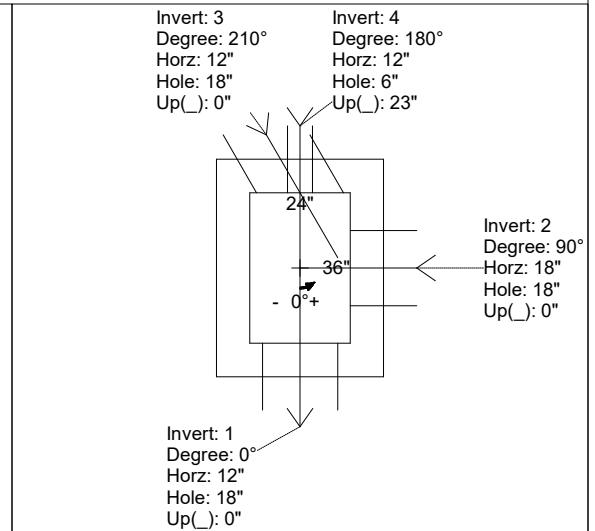 Invert: 3
Degree: 210°
Horz: 12"
Hole: 18"
Up(_): 0"
Invert: 4
Degree: 180°
Horz: 12"
Hole: 6"
Up(_): 23"
24"
36"
- 0°+
Invert: 2
Degree: 90°
Horz: 18"
Hole: 18"
Up(_): 0"
Invert: 1
Degree: 0°
Horz: 12"
Hole: 18"
Up(_): 0"